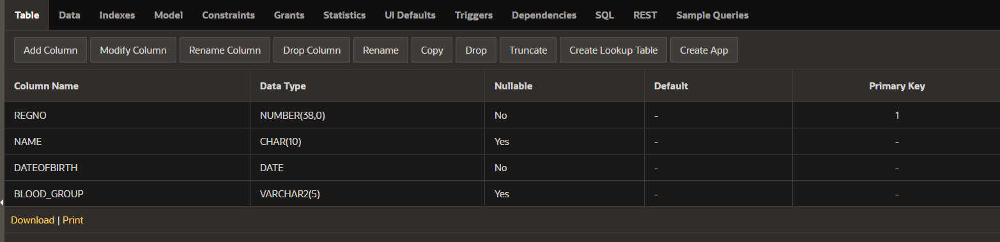 Table Data Indexes Model Constraints Grants Statistics UI Defaults Triggers Dependencies SQL REST Sample Queries
Add Column Modify Column Rename Column Drop Column Rename Copy Drop Truncate Create Lookup Table Create App
Column Name Data Type Nullable Default Primary Key
REGNO NUMBER(38,0) No - 1
NAME CHAR(10) Yes - -
DATEOFBIRTH DATE No - -
BLOOD_GROUP VARCHAR2(5) Yes - -
Download | Print